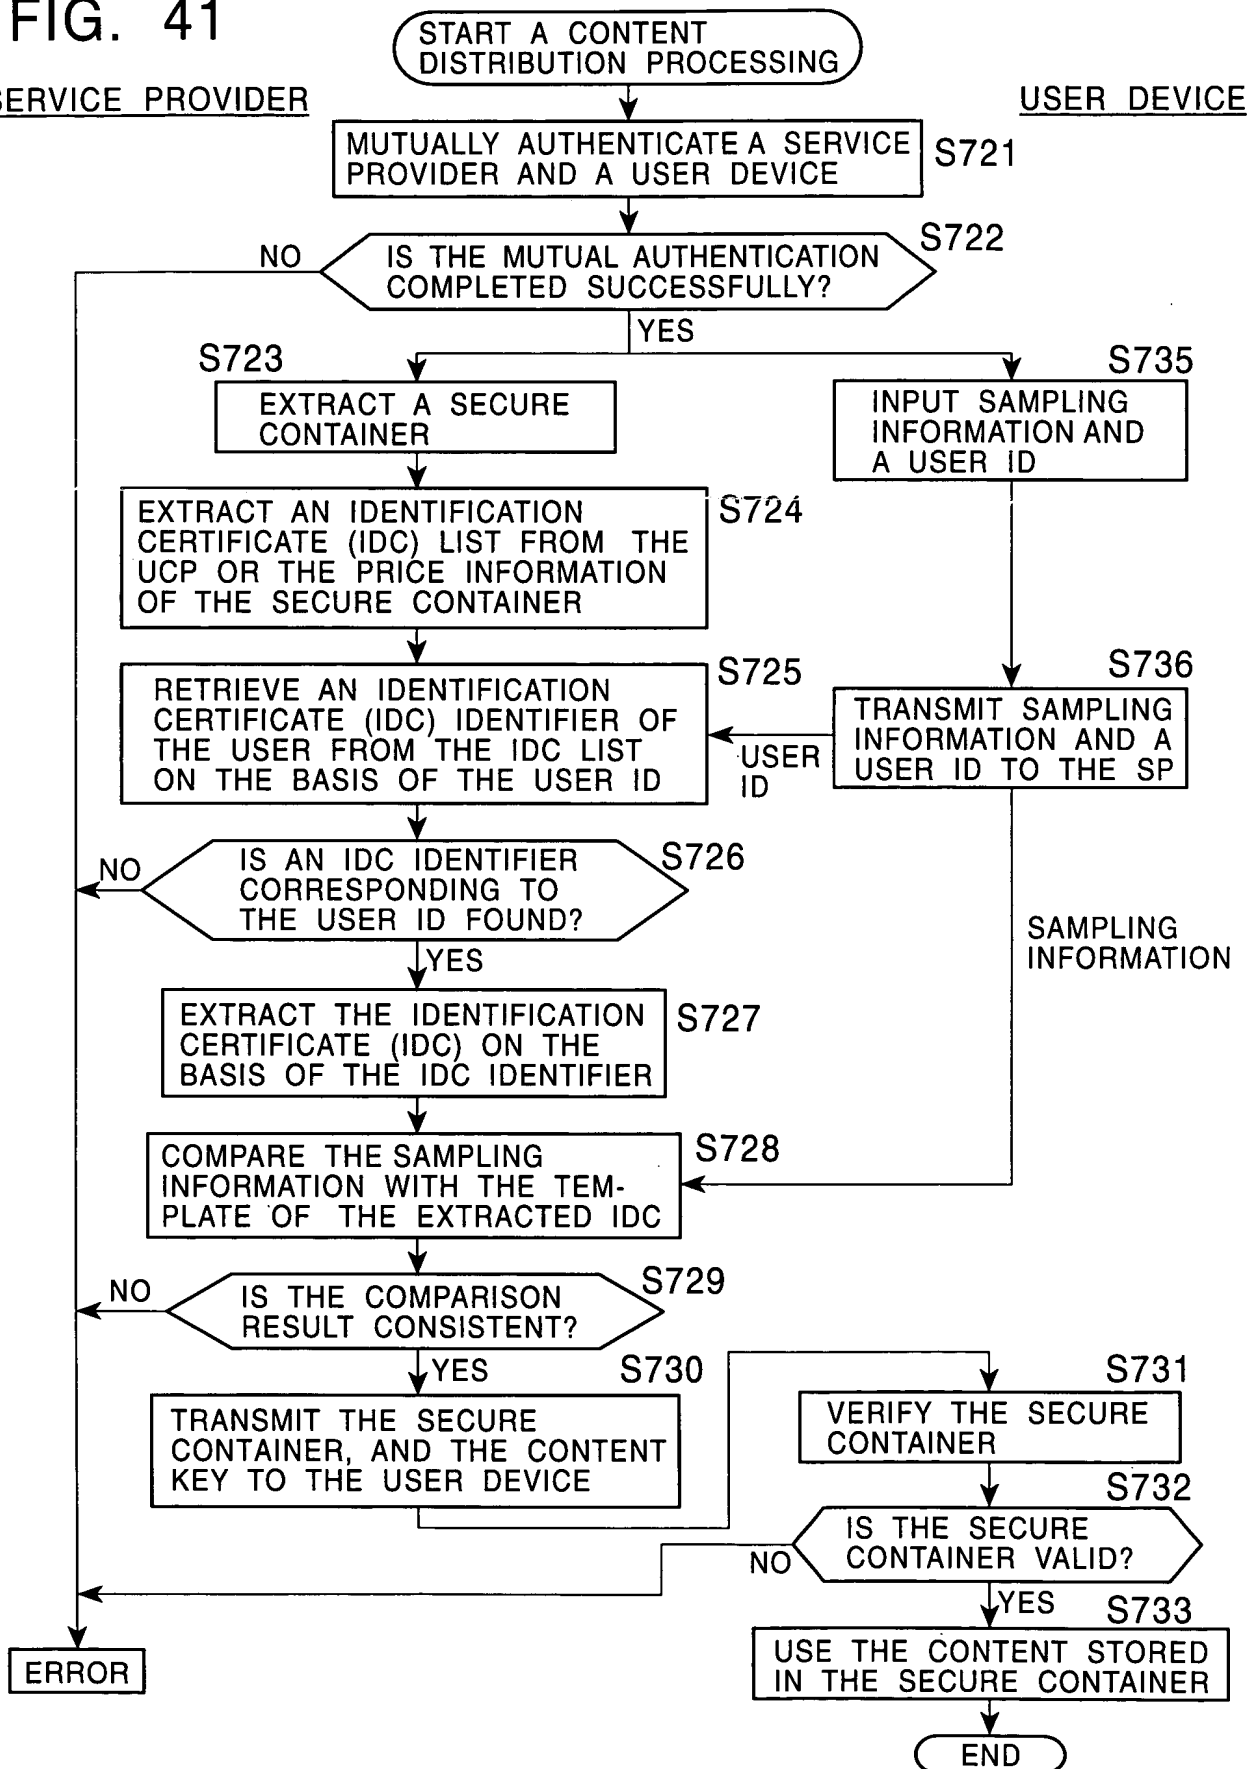 FIG. 41
START A CONTENT
DISTRIBUTION PROCESSING
SERVICE PROVIDER
USER DEVICE
MUTUALLY AUTHENTICATE A SERVICE
PROVIDER AND A USER DEVICE
S721
S722
NO
IS THE MUTUAL AUTHENTICATION
COMPLETED SUCCESSFULLY?
YES
S723
EXTRACT A SECURE
CONTAINER
S735
INPUT SAMPLING
INFORMATION AND
A USER ID
S724
EXTRACT AN IDENTIFICATION
CERTIFICATE (IDC) LIST FROM THE
UCP OR THE PRICE INFORMATION
OF THE SECURE CONTAINER
S725
RETRIEVE AN IDENTIFICATION
CERTIFICATE (IDC) IDENTIFIER OF
THE USER FROM THE IDC LIST
ON THE BASIS OF THE USER ID
S736
TRANSMIT SAMPLING
INFORMATION AND A
USER ID TO THE SP
USER
ID
S726
NO
IS AN IDC IDENTIFIER
CORRESPONDING TO
THE USER ID FOUND?
YES
SAMPLING
INFORMATION
S727
EXTRACT THE IDENTIFICATION
CERTIFICATE (IDC) ON THE
BASIS OF THE IDC IDENTIFIER
S728
COMPARE THE SAMPLING
INFORMATION WITH THE TEM-
PLATE OF THE EXTRACTED IDC
S729
NO
IS THE COMPARISON
RESULT CONSISTENT?
YES
S730
TRANSMIT THE SECURE
CONTAINER, AND THE CONTENT
KEY TO THE USER DEVICE
S731
VERIFY THE SECURE
CONTAINER
S732
IS THE SECURE
CONTAINER VALID?
NO
YES
S733
USE THE CONTENT STORED
IN THE SECURE CONTAINER
ERROR
END